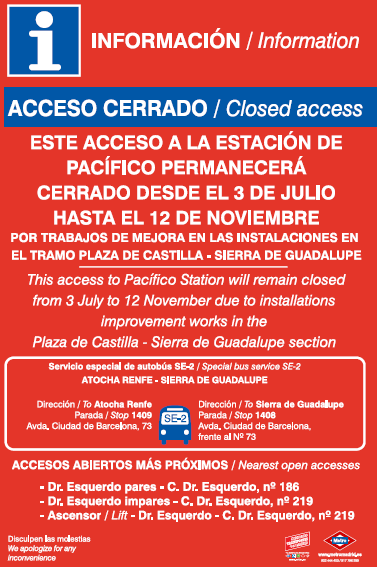 INFORMACIÓN / Information
ACCESO CERRADO / Closed access
ESTE ACCESO A LA ESTACIÓN DE
PACÍFICO PERMANECERÁ
CERRADO DESDE EL 3 DE JULIO
HASTA EL 12 DE NOVIEMBRE
POR TRABAJOS DE MEJORA EN LAS INSTALACIONES EN
EL TRAMO PLAZA DE CASTILLA - SIERRA DE GUADALUPE
This access to Pacífico Station will remain closed
from 3 July to 12 November due to installations
improvement works in the
Plaza de Castilla - Sierra de Guadalupe section
Servicio especial de autobús SE-2 / Special bus service SE-2
ATOCHA RENFE - SIERRA DE GUADALUPE
Dirección / To Atocha Renfe
Parada / Stop 1409
Avda. Ciudad de Barcelona, 73
SE-2
Dirección / To Sierra de Guadalupe
Parada / Stop 1408
Avda. Ciudad de Barcelona,
frente al Nº 73
ACCESOS ABIERTOS MÁS PRÓXIMOS / Nearest open accesses
- Dr. Esquerdo pares - C. Dr. Esquerdo, nº 186
- Dr. Esquerdo impares - C. Dr. Esquerdo, nº 219
- Ascensor / Lift - Dr. Esquerdo - C. Dr. Esquerdo, nº 219
Disculpen las molestias
We apologize for any
inconvenience
Metro
www.metromadrid.es